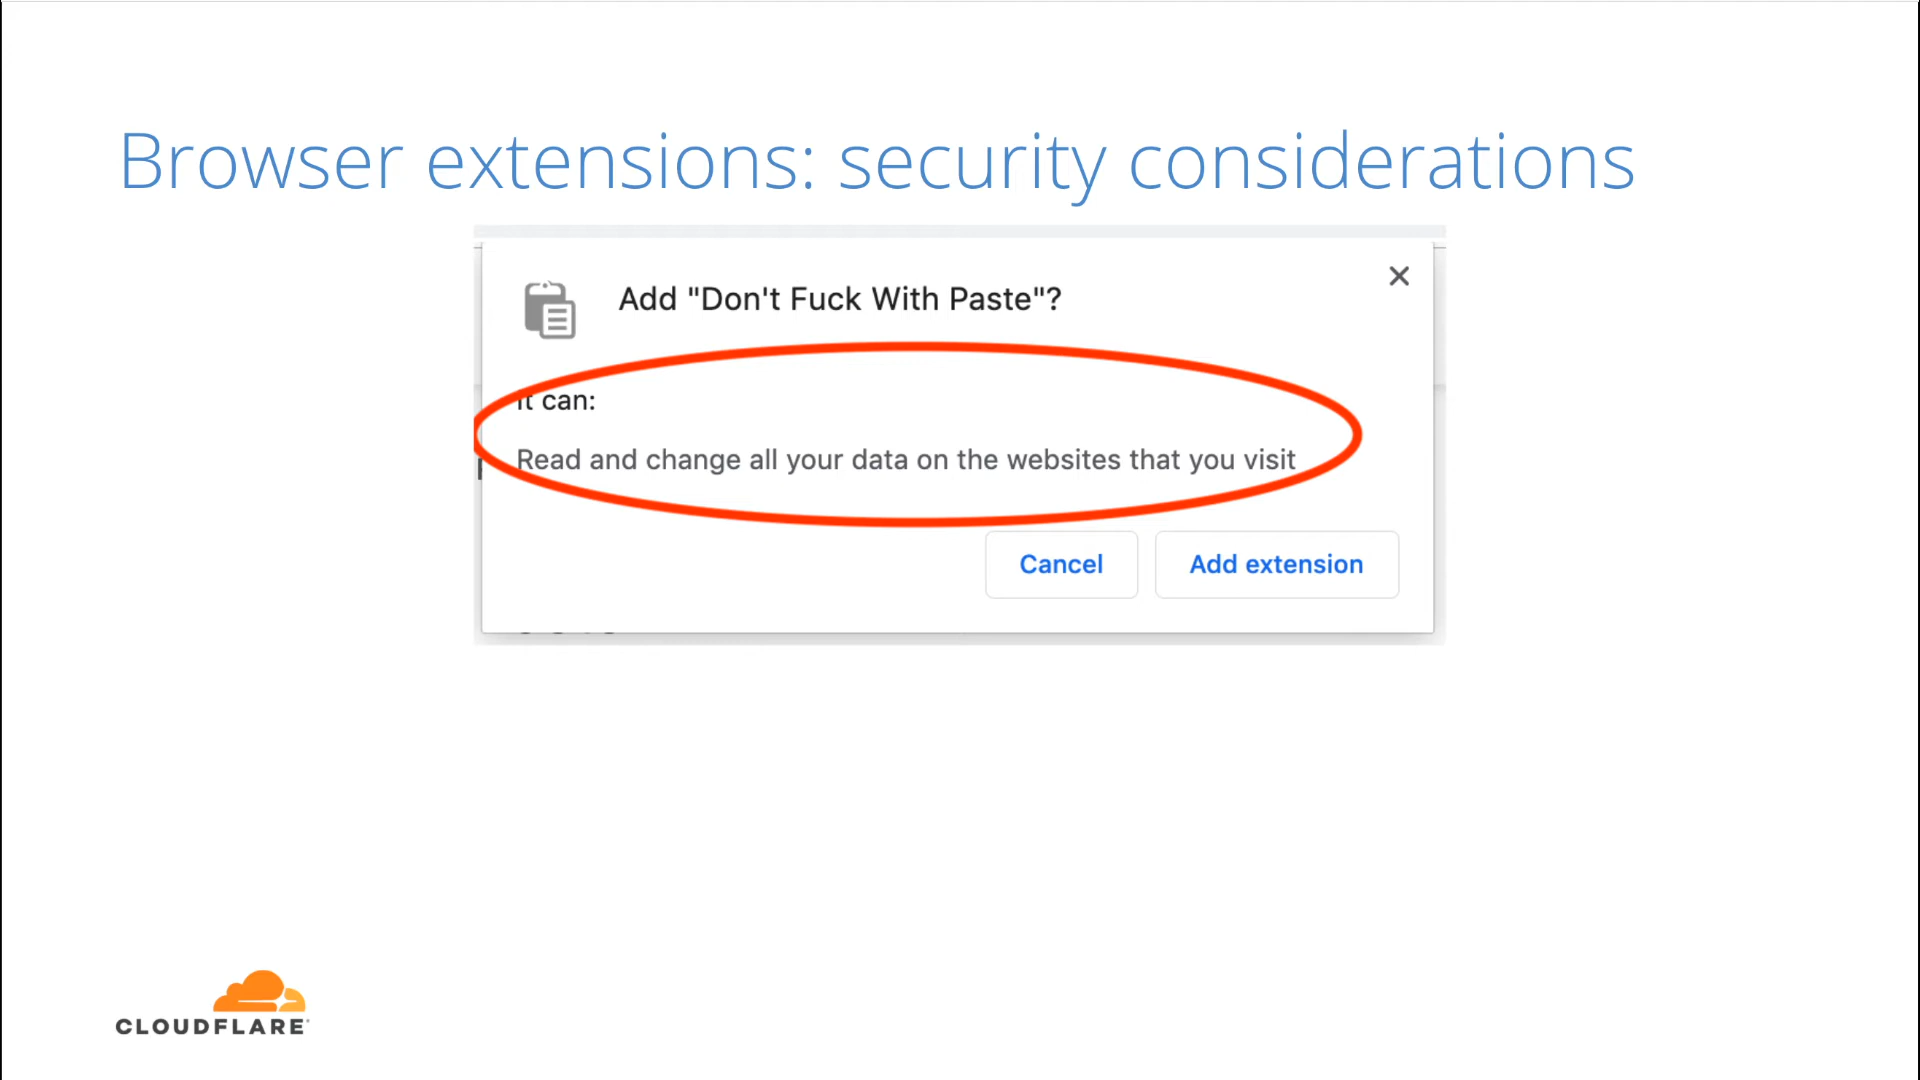 Browser extensions: security considerations
Add "Don't Fuck With Paste"?
It can:
Read and change all your data on the websites that you visit
Cancel
Add extension
CLOUDFLARE